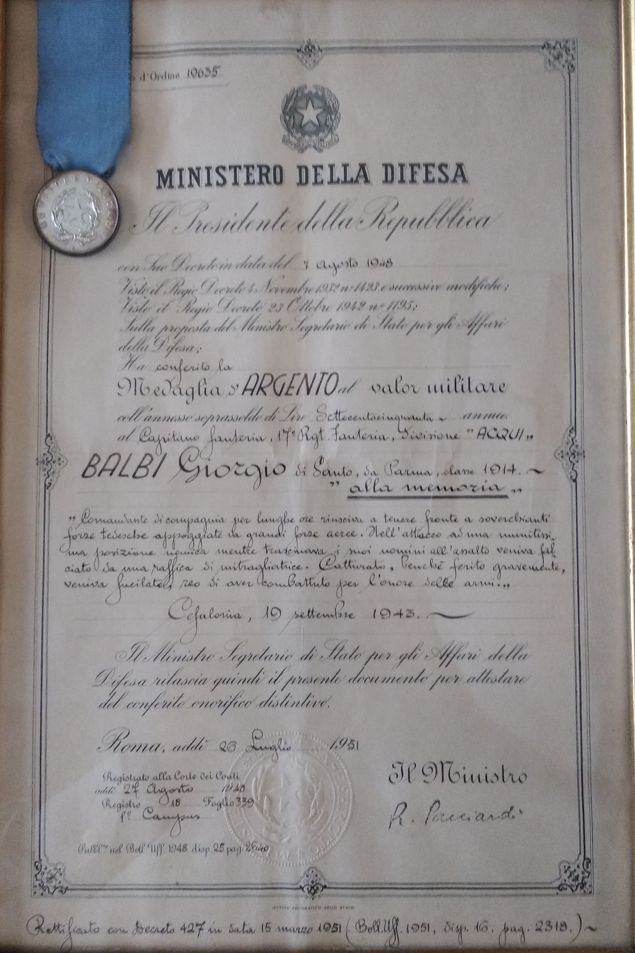 d'Ordine 10635
MINISTERO DELLA DIFESA
Il Presidente della Repubblica
con Suo Decreto in data del 7 Agosto 1948
Visto il Regio Decreto 4 Novembre 1932 nº 1423 e successive modifiche;
Visto il Regio Decreto 23 Ottobre 1942 nº 1195;
Sulla proposta del Ministro Segretario di Stato per gli Affari
della Difesa;
Ha conferito la
Medaglia d'ARGENTO al valor militare
coll'annesso soprassoldo di Lire Settecentocinquanta ~ annue
al Capitano fanteria, 17º Rgt. Fanteria, Divisione "ACQUI"
BALBI Giorgio di Santo, da Parma, classe 1914. ~
"alla memoria"
"Comandante di compagnia per lunghe ore riusciva a tenere fronte a soverchianti
forze tedesche appoggiate da grandi forze aeree. Nell'attacco ad una munitissi-
ma posizione nemica mentre trascinava i suoi uomini all'assalto veniva fal-
ciato da una raffica di mitragliatrice. Catturato, benchè ferito gravemente,
veniva fucilato, reo di aver combattuto per l'onore delle armi."
Cefalonia, 19 settembre 1943.
Il Ministro Segretario di Stato per gli Affari della
Difesa rilascia quindi il presente documento per attestare
del conferito onorifico distintivo.
Roma, addì 26 Luglio 1951
Registrato alla Corte dei Conti
addì 27 Agosto 1948
Registro 18 Foglio 339
Fto Campus
Il Ministro
R. Pacciardi
Pubb.to nel Boll. Uff. 1948 disp. 25 pag.
Rettificato con Decreto 427 in data 15 marzo 1951 (Boll. Uff. 1951, disp. 16. pag. 2319.) ~